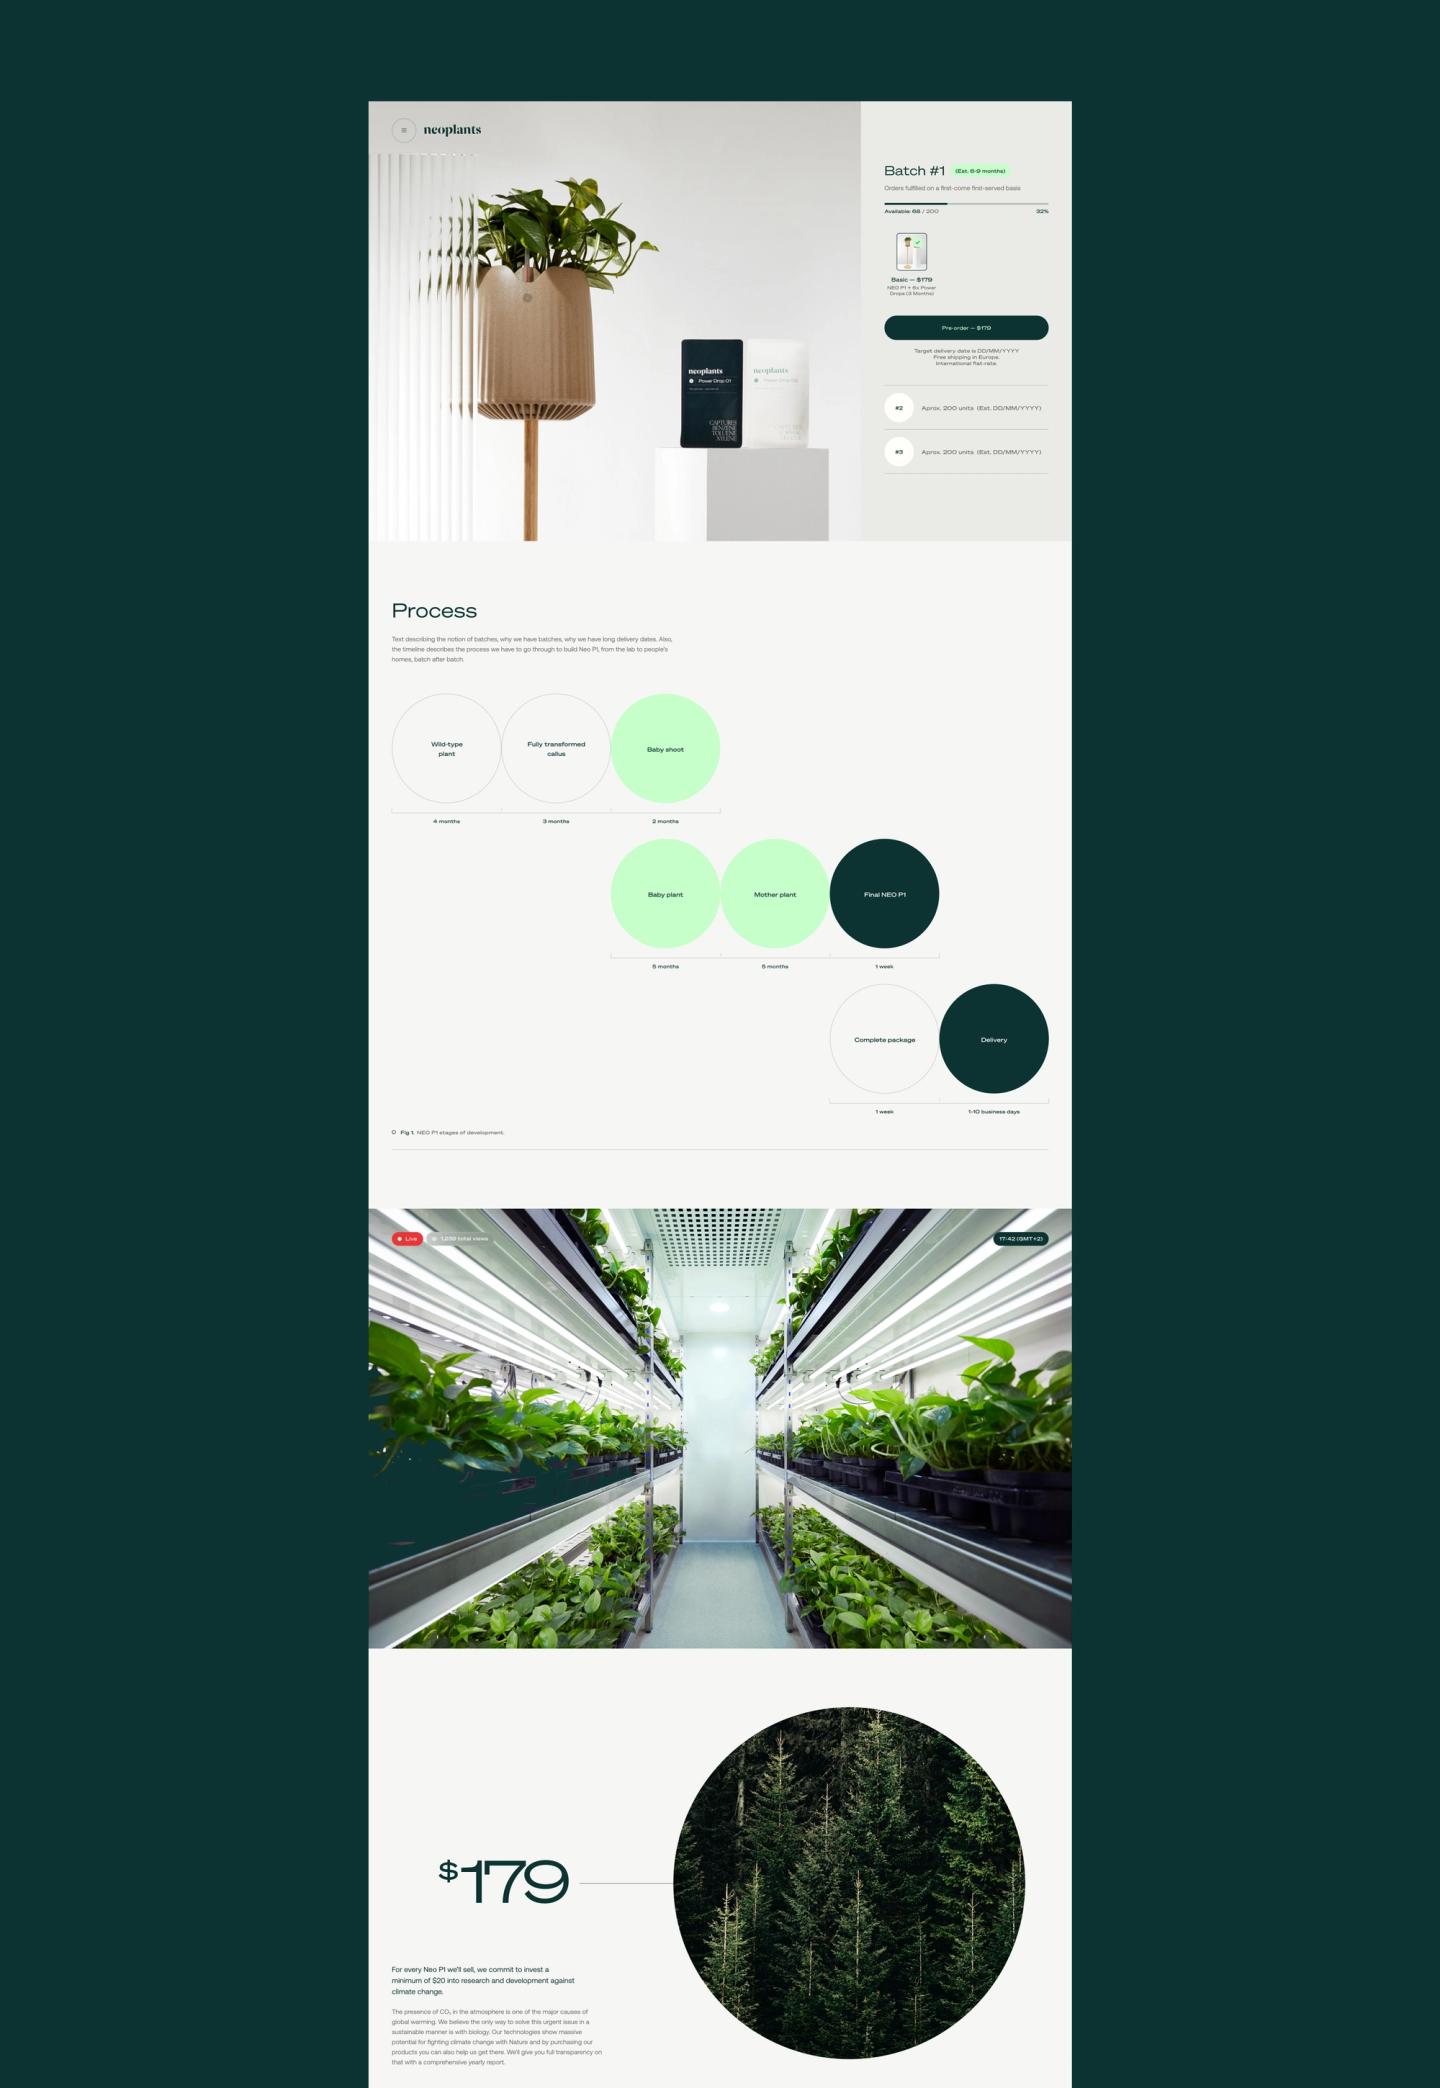 neoplants
Batch #1
(Est. 6-9 months)
Orders fulfilled on a first-come first-served basis
Available: 68 / 200
32%
Basic — $179
NEO P1 + 6x Power
Drops (3 Months)
Pre-order — $179
Target delivery date is DD/MM/YYYY
Free shipping in Europe.
International flat-rate.
#2
Aprox. 200 units (Est. DD/MM/YYYY)
#3
Aprox. 200 units (Est. DD/MM/YYYY)
neoplants
Power Drop 01
CAPTURES
BENZENE
TOLUENE
XYLENE
neoplants
Power Drop
Process
Text describing the notion of batches, why we have batches, why we have long delivery dates. Also,
the timeline describes the process we have to go through to build Neo P1, from the lab to people's
homes, batch after batch.
Wild-type
plant
Fully transformed
callus
Baby shoot
4 months
3 months
2 months
Baby plant
Mother plant
Final NEO P1
5 months
5 months
1 week
Complete package
Delivery
1 week
1-10 business days
Fig 1. NEO P1 stages of development.
Live
total views
17:42 (GMT+2)
$179
For every Neo P1 we'll sell, we commit to invest a
minimum of $20 into research and development against
climate change.
The presence of CO₂ in the atmosphere is one of the major causes of
global warming. We believe the only way to solve this urgent issue in a
sustainable manner is with biology. Our technologies show massive
potential for fighting climate change with Nature and by purchasing our
products you can also help us get there. We'll give you full transparency on
that with a comprehensive yearly report.